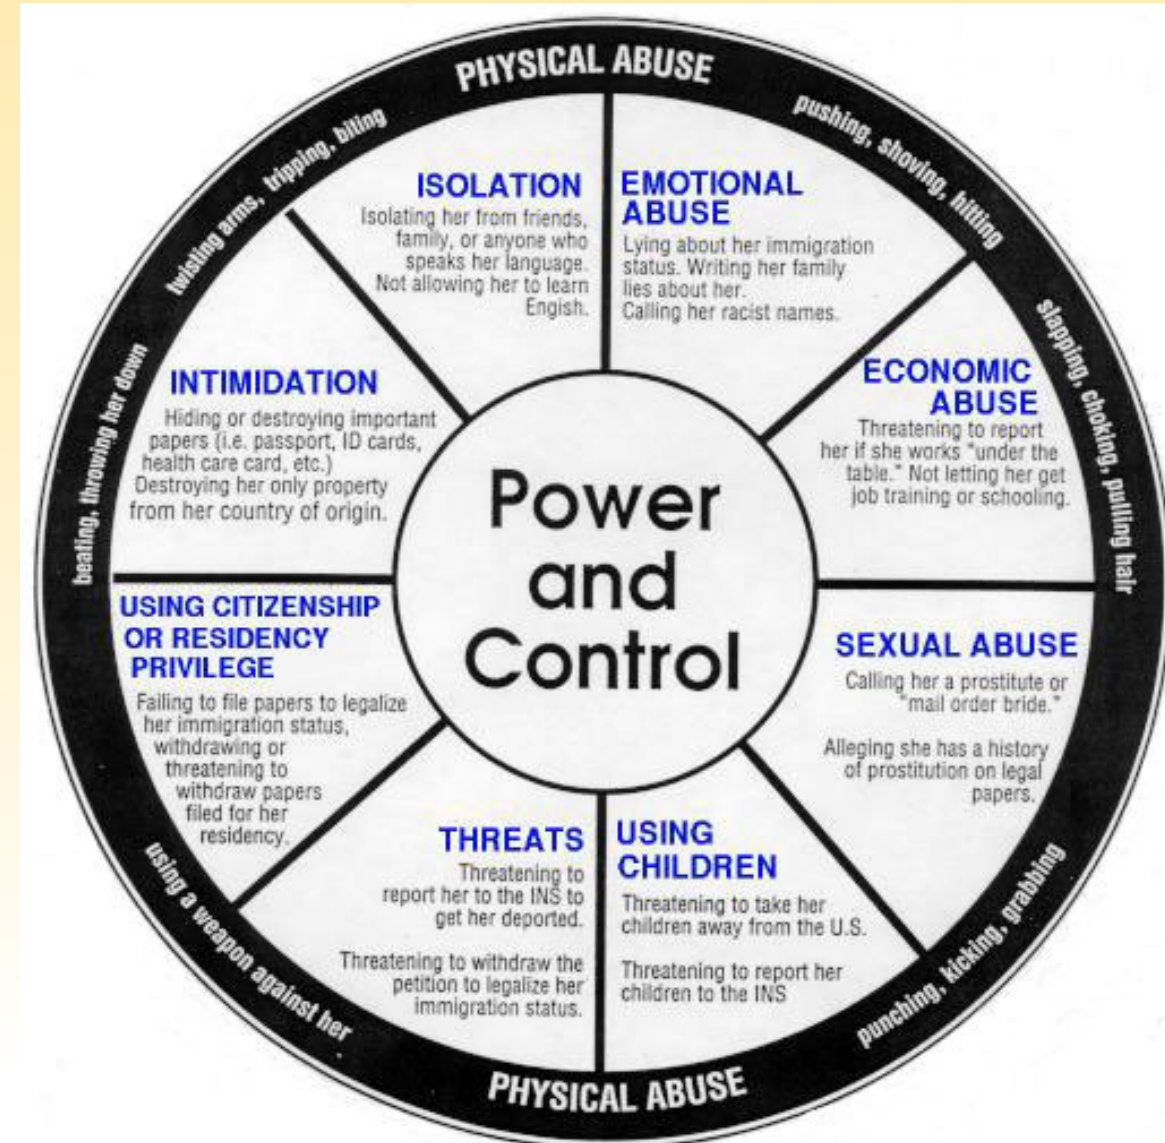 PHYSICAL ABUSE
pushing, shoving, hitting
slapping, choking, pulling hair
punching, kicking, grabbing
PHYSICAL ABUSE
using a weapon against her
beating, throwing her down
twisting arms, tripping, biting
Power
and
Control
ISOLATION
Isolating her from friends,
family, or anyone who
speaks her language.
Not allowing her to learn
Engish.
EMOTIONAL
ABUSE
Lying about her immigration
status. Writing her family
lies about her.
Calling her racist names.
ECONOMIC
ABUSE
Threatening to report
her if she works "under the
table." Not letting her get
job training or schooling.
SEXUAL ABUSE
Calling her a prostitute or
"mail order bride."
Alleging she has a history
of prostitution on legal
papers.
USING
CHILDREN
Threatening to take her
children away from the U.S.
Threatening to report her
children to the INS
THREATS
Threatening to
report her to the INS to
get her deported.
Threatening to withdraw the
petition to legalize her
immigration status.
USING CITIZENSHIP
OR RESIDENCY
PRIVILEGE
Failing to file papers to legalize
her immigration status,
withdrawing or
threatening to
withdraw papers
filed for her
residency.
INTIMIDATION
Hiding or destroying important
papers (i.e. passport, ID cards,
health care card, etc.)
Destroying her only property
from her country of origin.